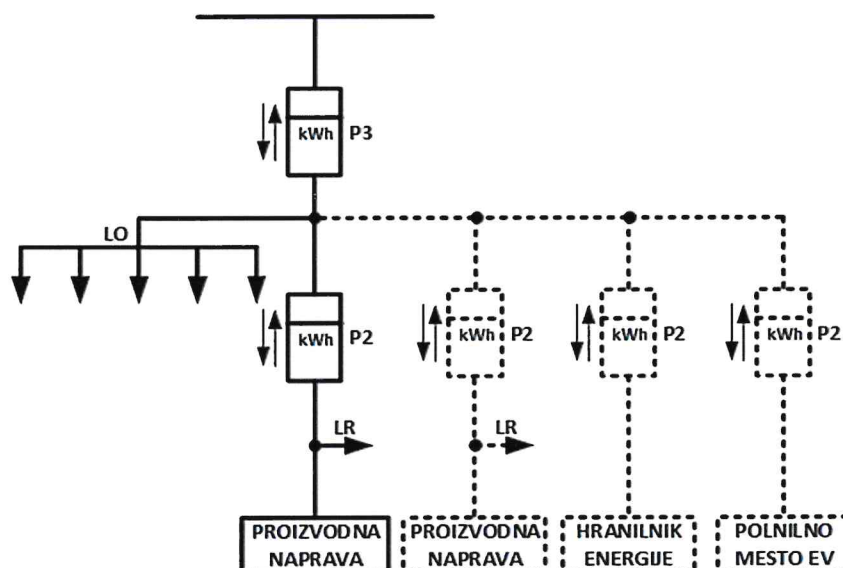 kWh P3
LO
kWh P2
kWh P2
kWh P2
kWh P2
LR
LR
PROIZVODNA
NAPRAVA
PROIZVODNA
NAPRAVA
HRANILNIK
ENERGIJE
POLNILNO
MESTO EV